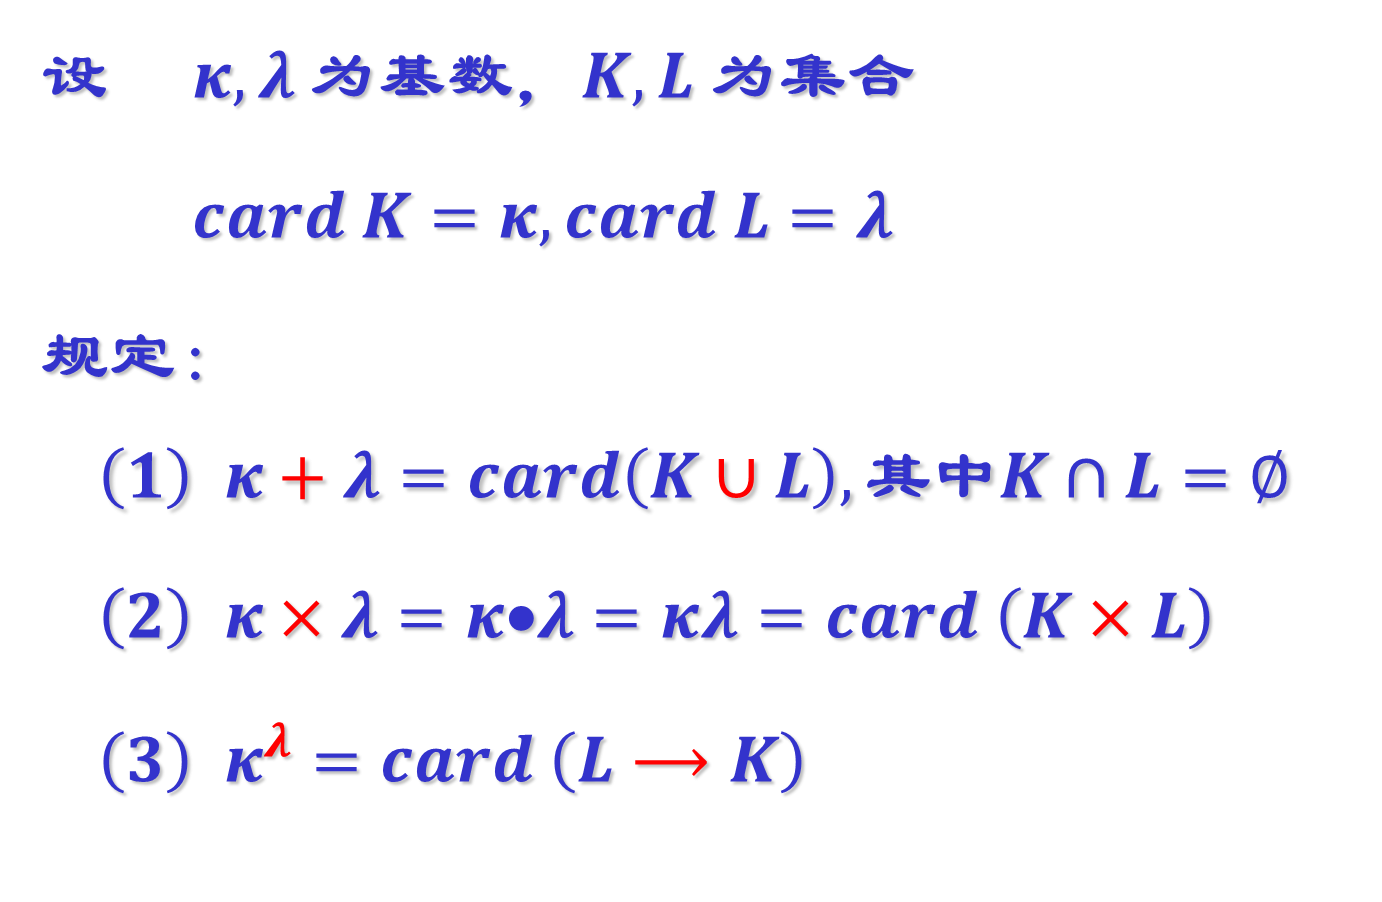 设 κ,λ 为基数，K,L 为集合
card K = κ,card L = λ
规定:
(1) κ + λ = card(K ∪ L),其中K ∩ L = ∅
(2) κ × λ = κ•λ = κλ = card (K × L)
(3) κ^λ = card (L ⟶ K)